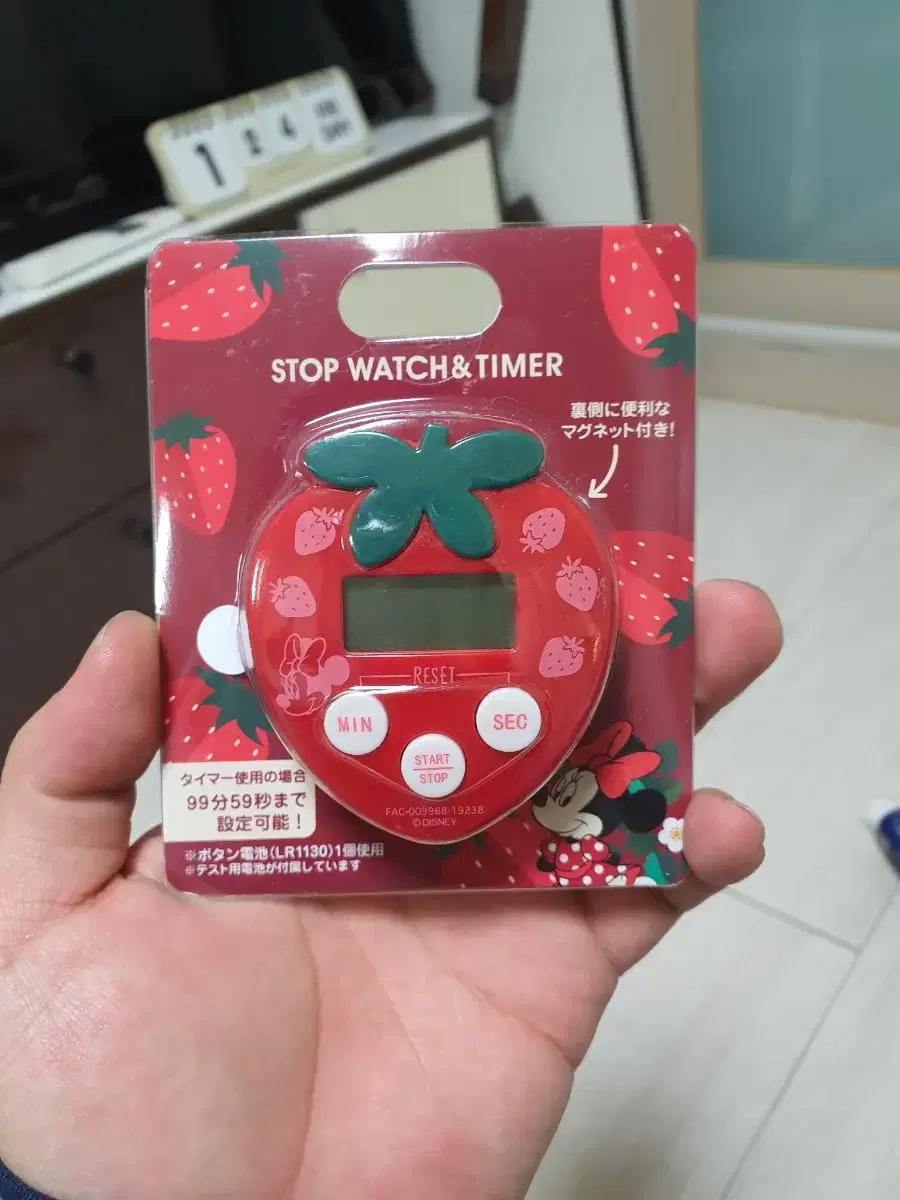 1
2
4
STOP WATCH&TIMER
裏側に便利な
マグネット付き!
RESET
MIN
SEC
START
STOP
FAC-009968-19238
©DISNEY
タイマー使用の場合
99分59秒まで
設定可能!
※ボタン電池(LR1130)1個使用
※テスト用電池が付属しています